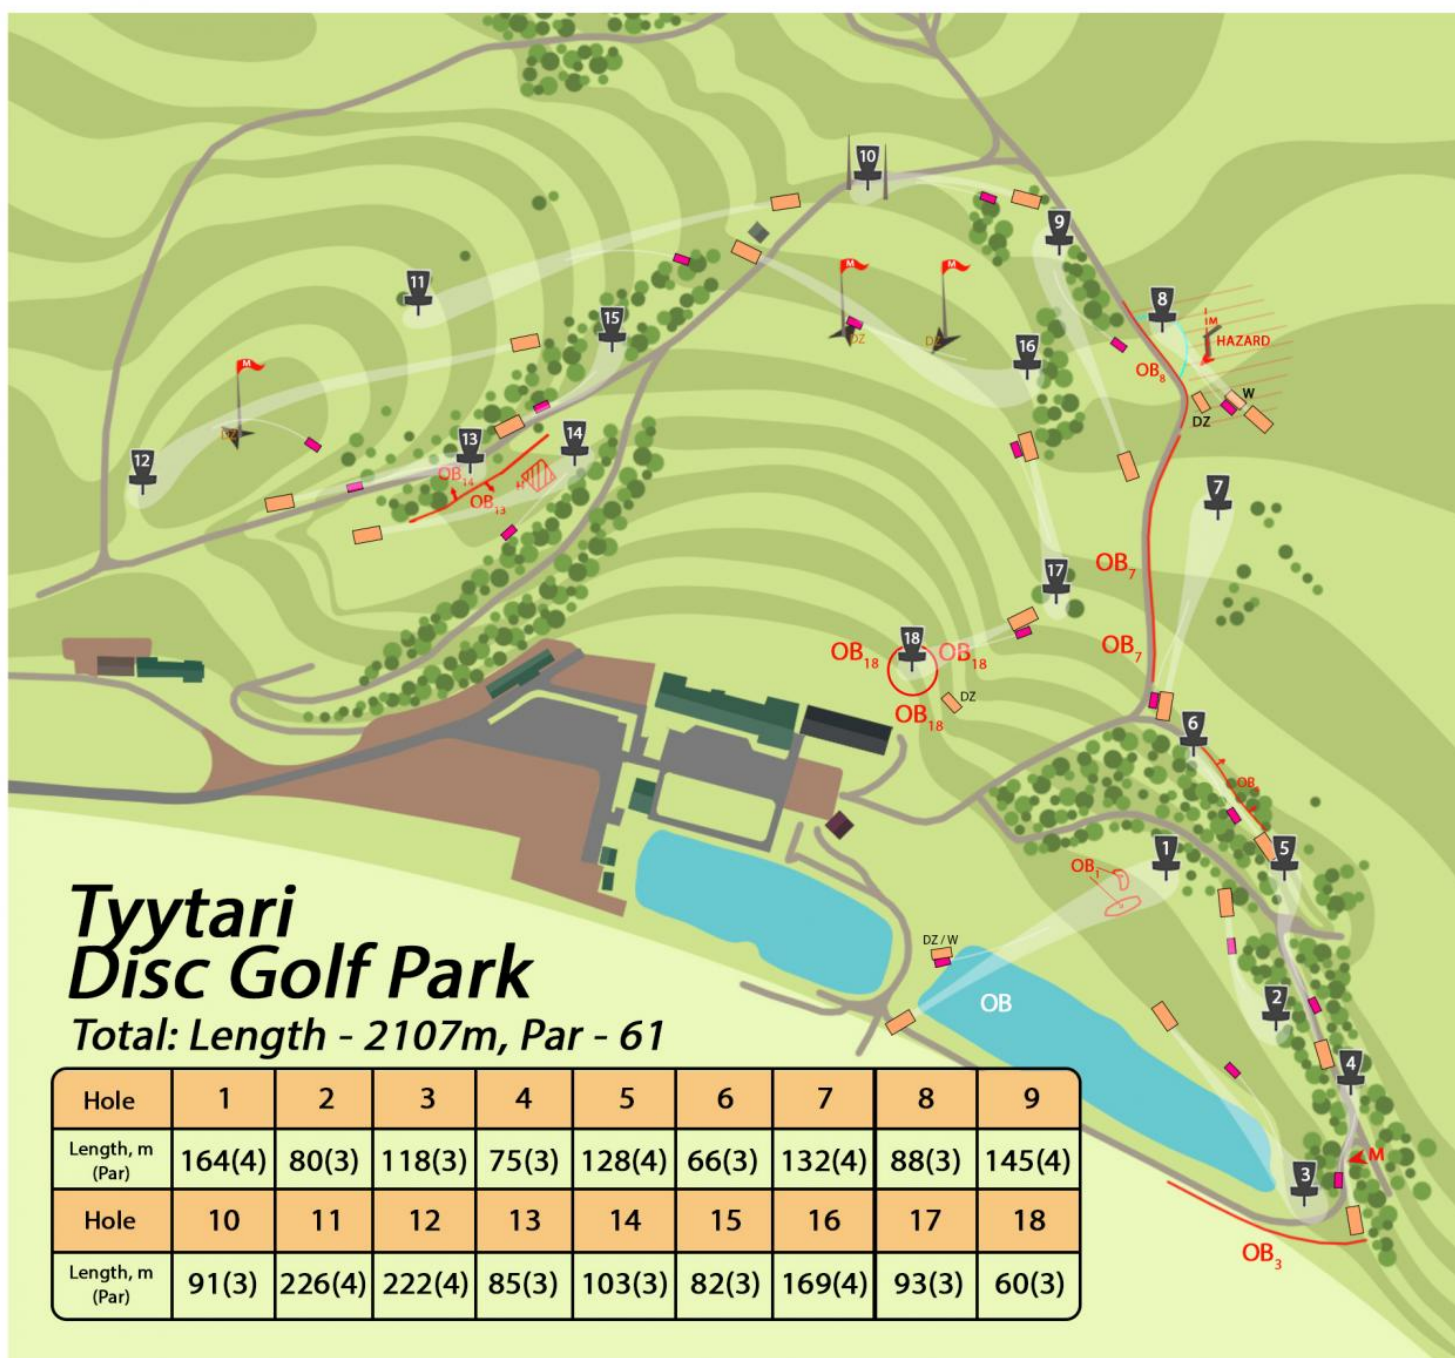 10
9
M
M
11
8
M
HAZARD
15
16
OB8
W
DZ
DZ
DZ
M
DZ
12
13
14
OB14
H
OB13
7
OB7
17
OB7
18
OB18
OB18
DZ
OB18
6
OB6
1
5
OB1
DZ / W
2
OB
4
M
3
OB3
Tyytari
Disc Golf Park
Total: Length - 2107m, Par - 61
Hole 1 2 3 4 5 6 7 8 9
Length, m (Par) 164(4) 80(3) 118(3) 75(3) 128(4) 66(3) 132(4) 88(3) 145(4)
Hole 10 11 12 13 14 15 16 17 18
Length, m (Par) 91(3) 226(4) 222(4) 85(3) 103(3) 82(3) 169(4) 93(3) 60(3)